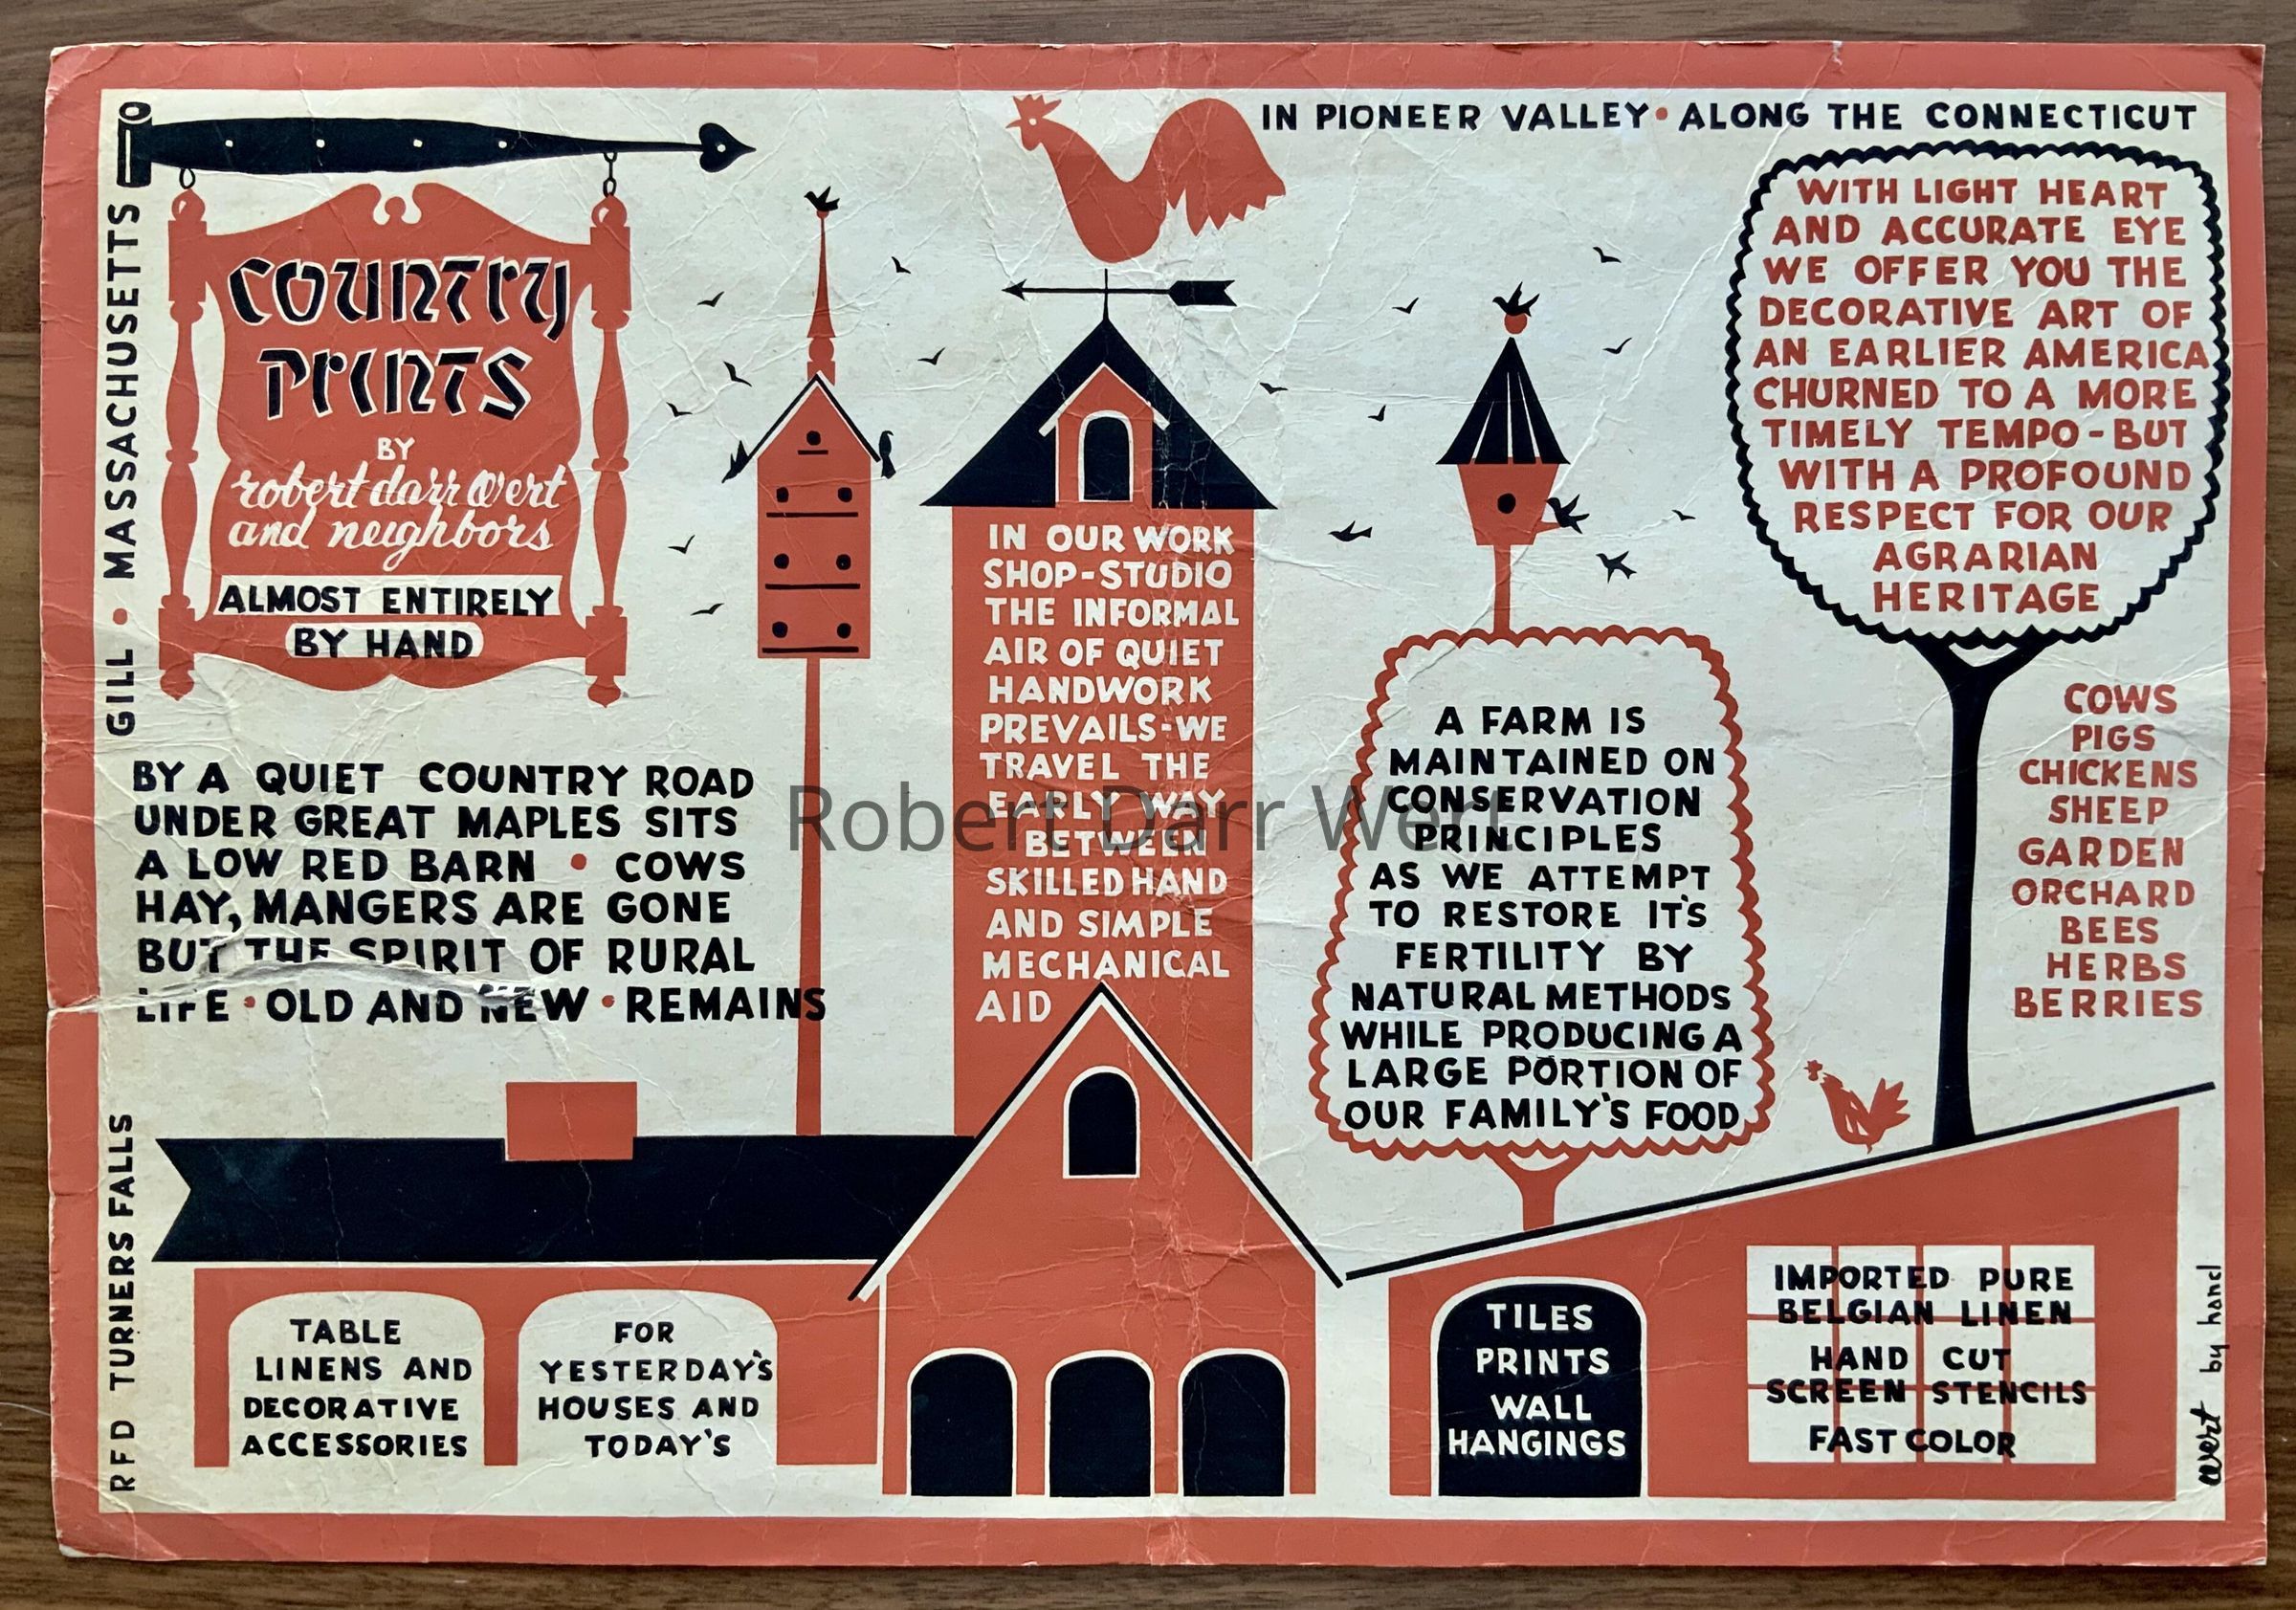 IN PIONEER VALLEY • ALONG THE CONNECTICUT
GILL • MASSACHUSETTS
RFD TURNERS FALLS
COUNTRY
PRINTS
BY
robert darr wert
and neighbors
ALMOST ENTIRELY
BY HAND
BY A QUIET COUNTRY ROAD
UNDER GREAT MAPLES SITS
A LOW RED BARN • COWS
HAY, MANGERS ARE GONE
BUT THE SPIRIT OF RURAL
LIFE • OLD AND NEW • REMAINS
IN OUR WORK
SHOP-STUDIO
THE INFORMAL
AIR OF QUIET
HANDWORK
PREVAILS-WE
TRAVEL THE
EARLY WAY
BETWEEN
SKILLED HAND
AND SIMPLE
MECHANICAL
AID
Robert Darr Wert
A FARM IS
MAINTAINED ON
CONSERVATION
PRINCIPLES
AS WE ATTEMPT
TO RESTORE IT'S
FERTILITY BY
NATURAL METHODS
WHILE PRODUCING A
LARGE PORTION OF
OUR FAMILY'S FOOD
WITH LIGHT HEART
AND ACCURATE EYE
WE OFFER YOU THE
DECORATIVE ART OF
AN EARLIER AMERICA
CHURNED TO A MORE
TIMELY TEMPO-BUT
WITH A PROFOUND
RESPECT FOR OUR
AGRARIAN
HERITAGE
COWS
PIGS
CHICKENS
SHEEP
GARDEN
ORCHARD
BEES
HERBS
BERRIES
TABLE
LINENS AND
DECORATIVE
ACCESSORIES
FOR
YESTERDAY'S
HOUSES AND
TODAY'S
TILES
PRINTS
WALL
HANGINGS
IMPORTED PURE
BELGIAN LINEN
HAND CUT
SCREEN STENCILS
FAST COLOR
wert by hand